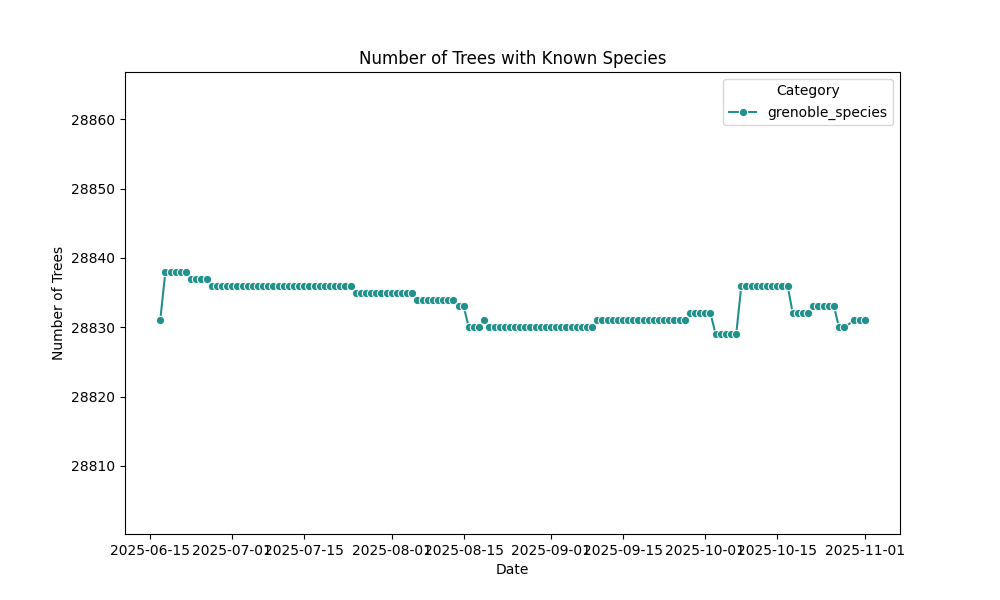 Number of Trees with Known Species
Category
grenoble_species
28860
28850
28840
28830
28820
28810
Number of Trees
2025-06-15 2025-07-01 2025-07-15 2025-08-01 2025-08-15 2025-09-01 2025-09-15 2025-10-01 2025-10-15 2025-11-01
Date